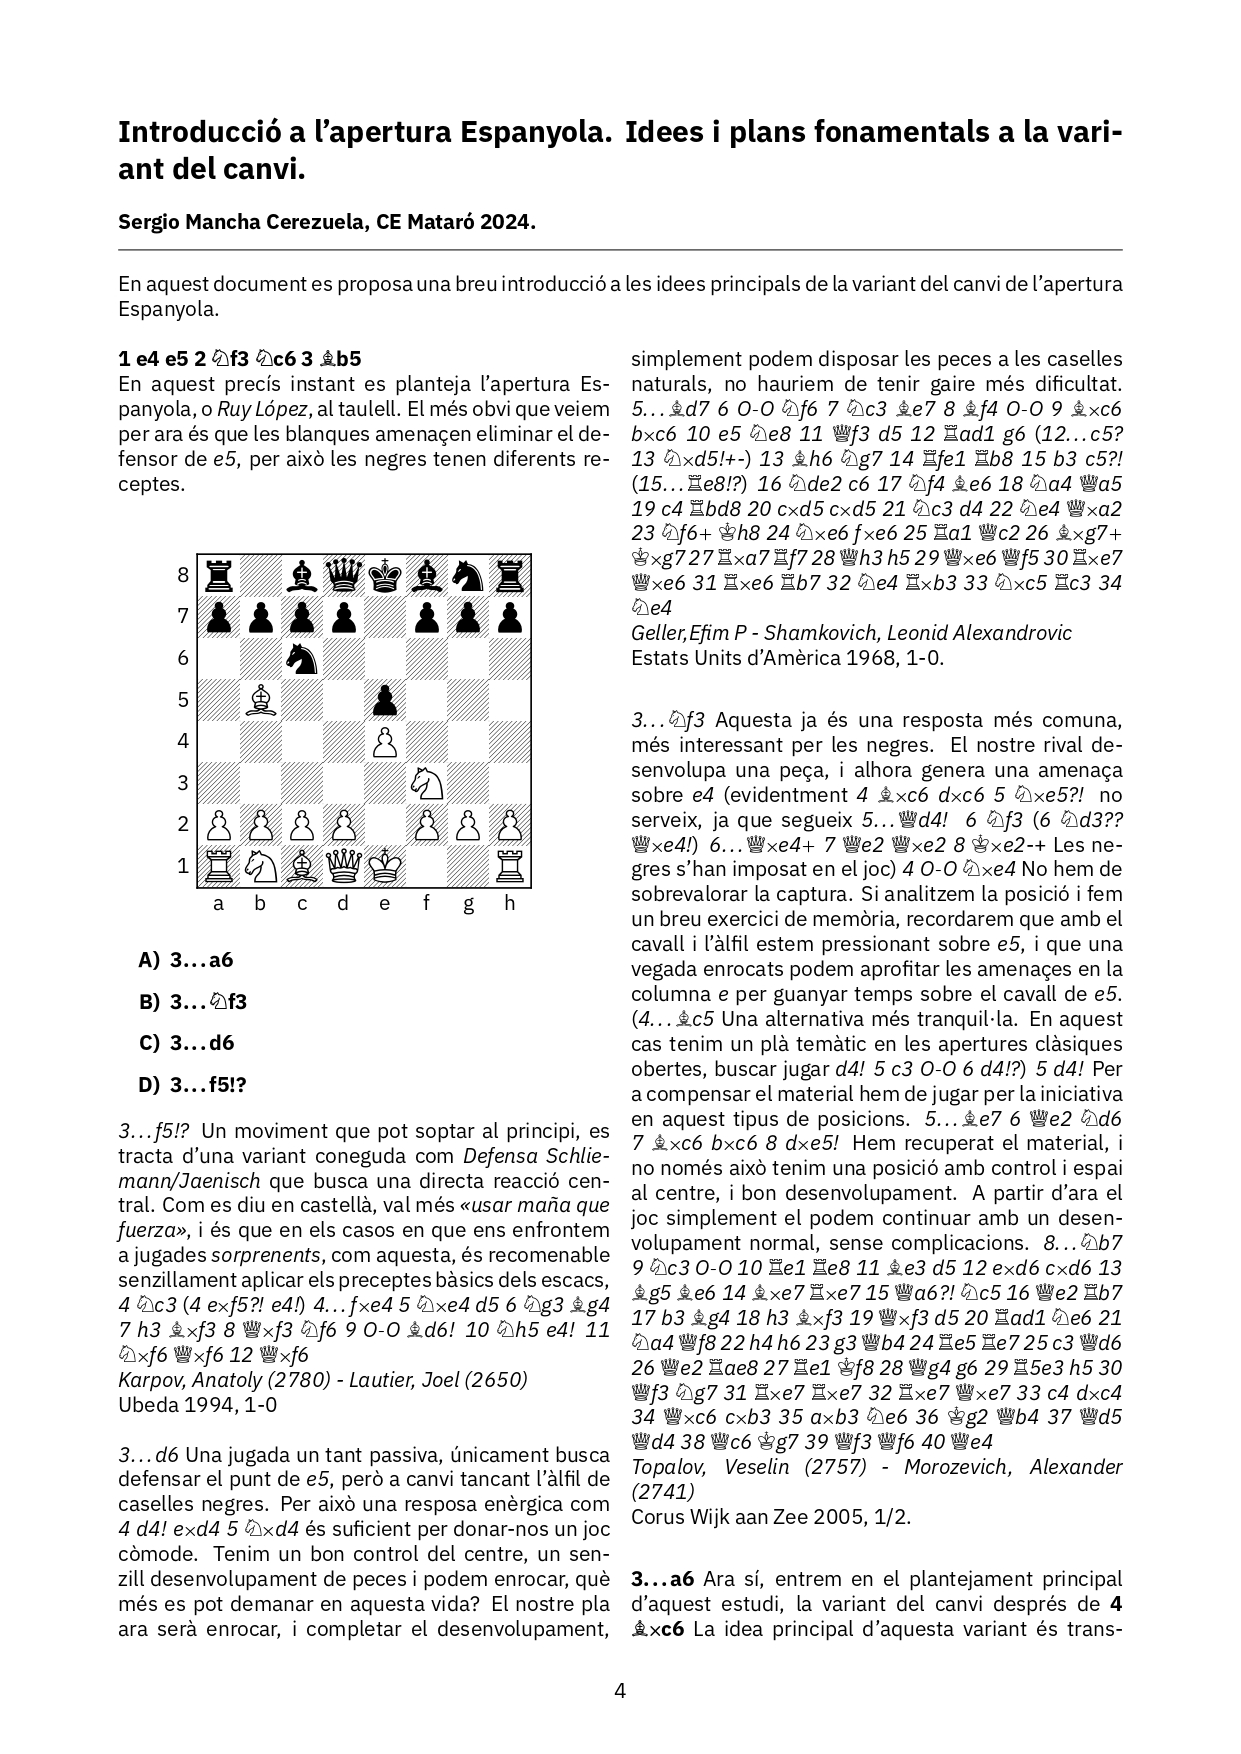 Introducció a l’apertura Espanyola. Idees i plans fonamentals a la vari-
ant del canvi.
Sergio Mancha Cerezuela, CE Mataró 2024.
En aquest document es proposa una breu introducció a les idees principals de la variant del canvi de l’apertura
Espanyola.
1 e4 e5 2 ♘f3 ♘c6 3 ♗b5
En aquest precís instant es planteja l’apertura Es-
panyola, o Ruy López, al taulell. El més obvi que veiem
per ara és que les blanques amenaçen eliminar el de-
fensor de e5, per això les negres tenen diferents re-
ceptes.
8
7
6
5
4
3
2
1
a b c d e f g h
A) 3...a6
B) 3...♘f3
C) 3...d6
D) 3...f5!?
3...f5!? Un moviment que pot soptar al principi, es
tracta d’una variant coneguda com Defensa Schlie-
mann/Jaenisch que busca una directa reacció cen-
tral. Com es diu en castellà, val més «usar maña que
fuerza», i és que en els casos en que ens enfrontem
a jugades sorprenents, com aquesta, és recomenable
senzillament aplicar els preceptes bàsics dels escacs,
4 ♘c3 (4 e×f5?! e4!) 4...f×e4 5 ♘×e4 d5 6 ♘g3 ♗g4
7 h3 ♗×f3 8 ♕×f3 ♘f6 9 O-O ♗d6! 10 ♘h5 e4! 11
♘×f6 ♕×f6 12 ♕×f6
Karpov, Anatoly (2780) - Lautier, Joel (2650)
Ubeda 1994, 1-0
3...d6 Una jugada un tant passiva, únicament busca
defensar el punt de e5, però a canvi tancant l’àlfil de
caselles negres. Per això una resposa enèrgica com
4 d4! e×d4 5 ♘×d4 és suficient per donar-nos un joc
còmode. Tenim un bon control del centre, un sen-
zill desenvolupament de peces i podem enrocar, què
més es pot demanar en aquesta vida? El nostre pla
ara serà enrocar, i completar el desenvolupament,
simplement podem disposar les peces a les caselles
naturals, no hauriem de tenir gaire més dificultat.
5...♗d7 6 O-O ♘f6 7 ♘c3 ♗e7 8 ♗f4 O-O 9 ♗×c6
b×c6 10 e5 ♘e8 11 ♕f3 d5 12 ♖ad1 g6 (12...c5?
13 ♘×d5!+-) 13 ♗h6 ♘g7 14 ♖fe1 ♖b8 15 b3 c5?!
(15...♖e8!?) 16 ♘de2 c6 17 ♘f4 ♗e6 18 ♘a4 ♕a5
19 c4 ♖bd8 20 c×d5 c×d5 21 ♘c3 d4 22 ♘e4 ♕×a2
23 ♘f6+ ♔h8 24 ♘×e6 f×e6 25 ♖a1 ♕c2 26 ♗×g7+
♔×g7 27 ♖×a7 ♖f7 28 ♕h3 h5 29 ♕×e6 ♕f5 30 ♖×e7
♕×e6 31 ♖×e6 ♖b7 32 ♘e4 ♖×b3 33 ♘×c5 ♖c3 34
♘e4
Geller,Efim P - Shamkovich, Leonid Alexandrovic
Estats Units d’Amèrica 1968, 1-0.
3...♘f3 Aquesta ja és una resposta més comuna,
més interessant per les negres. El nostre rival de-
senvolupa una peça, i alhora genera una amenaça
sobre e4 (evidentment 4 ♗×c6 d×c6 5 ♘×e5?! no
serveix, ja que segueix 5...♕d4! 6 ♘f3 (6 ♘d3??
♕×e4!) 6...♕×e4+ 7 ♕e2 ♕×e2 8 ♔×e2-+ Les ne-
gres s’han imposat en el joc) 4 O-O ♘×e4 No hem de
sobrevalorar la captura. Si analitzem la posició i fem
un breu exercici de memòria, recordarem que amb el
cavall i l’àlfil estem pressionant sobre e5, i que una
vegada enrocats podem aprofitar les amenaçes en la
columna e per guanyar temps sobre el cavall de e5.
(4...♗c5 Una alternativa més tranquil·la. En aquest
cas tenim un plà temàtic en les apertures clàsiques
obertes, buscar jugar d4! 5 c3 O-O 6 d4!?) 5 d4! Per
a compensar el material hem de jugar per la iniciativa
en aquest tipus de posicions. 5...♗e7 6 ♕e2 ♘d6
7 ♗×c6 b×c6 8 d×e5! Hem recuperat el material, i
no només això tenim una posició amb control i espai
al centre, i bon desenvolupament. A partir d’ara el
joc simplement el podem continuar amb un desen-
volupament normal, sense complicacions. 8...♘b7
9 ♘c3 O-O 10 ♖e1 ♖e8 11 ♗e3 d5 12 e×d6 c×d6 13
♗g5 ♗e6 14 ♗×e7 ♖×e7 15 ♕a6?! ♘c5 16 ♕e2 ♖b7
17 b3 ♗g4 18 h3 ♗×f3 19 ♕×f3 d5 20 ♖ad1 ♘e6 21
♘a4 ♕f8 22 h4 h6 23 g3 ♕b4 24 ♖e5 ♖e7 25 c3 ♕d6
26 ♕e2 ♖ae8 27 ♖e1 ♔f8 28 ♕g4 g6 29 ♖5e3 h5 30
♕f3 ♘g7 31 ♖×e7 ♖×e7 32 ♖×e7 ♕×e7 33 c4 d×c4
34 ♕×c6 c×b3 35 a×b3 ♘e6 36 ♔g2 ♕b4 37 ♕d5
♕d4 38 ♕c6 ♔g7 39 ♕f3 ♕f6 40 ♕e4
Topalov, Veselin (2757) - Morozevich, Alexander
(2741)
Corus Wijk aan Zee 2005, 1/2.
3...a6 Ara sí, entrem en el plantejament principal
d’aquest estudi, la variant del canvi després de 4
♗×c6 La idea principal d’aquesta variant és trans-
4